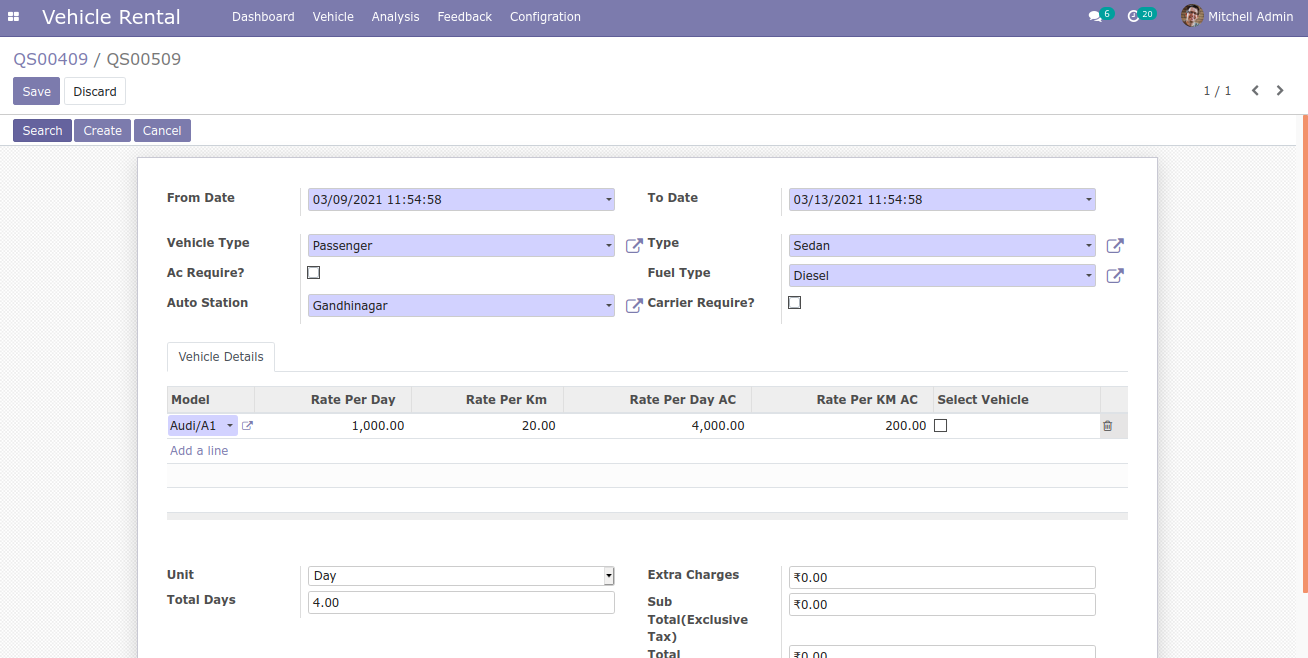 Vehicle Rental Dashboard Vehicle Analysis Feedback Configration 6 20 Mitchell Admin
QS00409 / QS00509
Save Discard 1 / 1
Search Create Cancel
From Date 03/09/2021 11:54:58 To Date 03/13/2021 11:54:58
Vehicle Type Passenger Type Sedan
Ac Require? Fuel Type Diesel
Auto Station Gandhinagar Carrier Require?
Vehicle Details
Model Rate Per Day Rate Per Km Rate Per Day AC Rate Per KM AC Select Vehicle
Audi/A1 1,000.00 20.00 4,000.00 200.00
Add a line
Unit Day Extra Charges ₹0.00
Total Days 4.00 Sub ₹0.00
Total(Exclusive
Tax)
Total ₹0.00